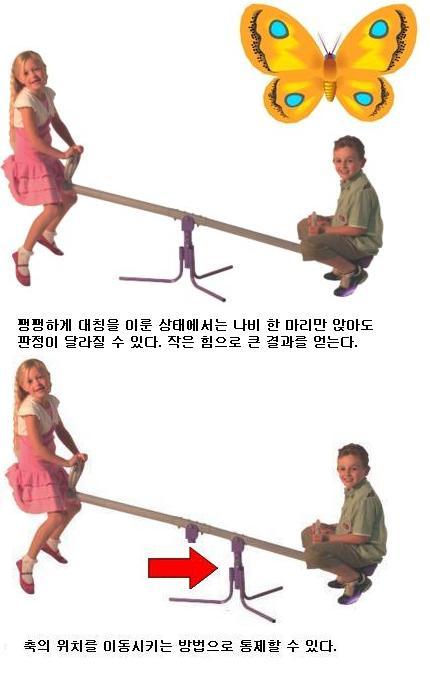 쨍쨍하게 대칭을 이룬 상태에서는 나비 한 마리만 앉아도
판정이 달라질 수 있다. 작은 힘으로 큰 결과를 얻는다.
축의 위치를 이동시키는 방법으로 통제할 수 있다.